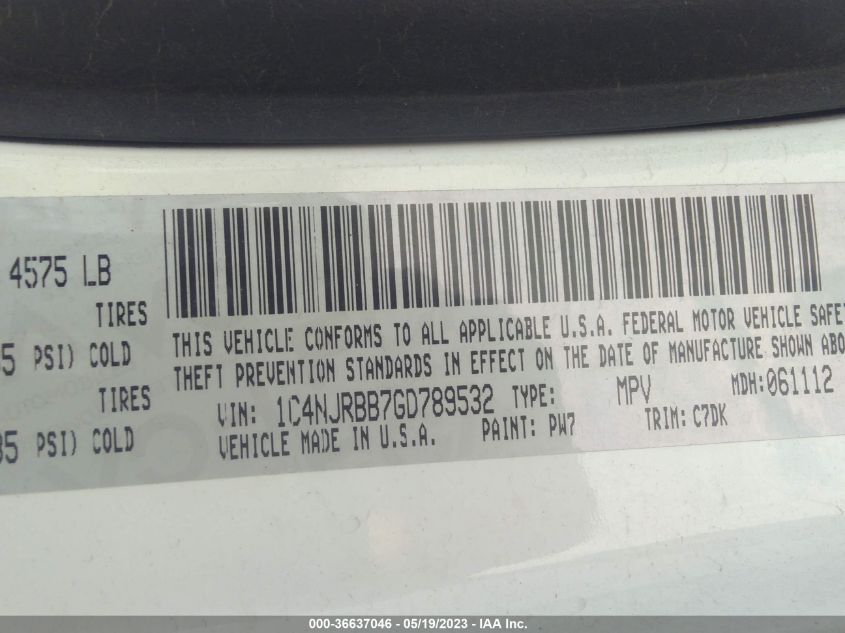 4575 LB
TIRES
35 PSI) COLD
TIRES
35 PSI) COLD
THIS VEHICLE CONFORMS TO ALL APPLICABLE U.S.A. FEDERAL MOTOR VEHICLE SAFE
THEFT PREVENTION STANDARDS IN EFFECT ON THE DATE OF MANUFACTURE SHOWN ABO
VIN: 1C4NJRBB7GD789532 TYPE: MPV MDH:061112
VEHICLE MADE IN U.S.A. PAINT: PW7 TRIM: C7DK
000-36637046 - 05/19/2023 - IAA Inc.